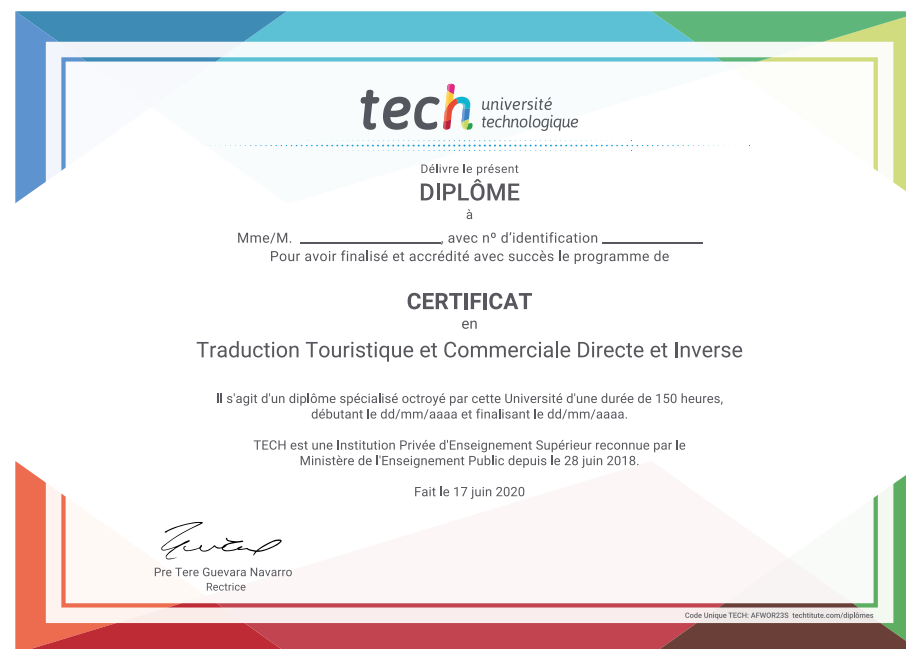 tech université
technologique
Délivre le présent
DIPLÔME
à
Mme/M. ____________, avec nº d'identification ____________
Pour avoir finalisé et accrédité avec succès le programme de
CERTIFICAT
en
Traduction Touristique et Commerciale Directe et Inverse
Il s'agit d'un diplôme spécialisé octroyé par cette Université d'une durée de 150 heures,
débutant le dd/mm/aaaa et finalisant le dd/mm/aaaa.
TECH est une Institution Privée d'Enseignement Supérieur reconnue par le
Ministère de l'Enseignement Public depuis le 28 juin 2018.
Fait le 17 juin 2020
Pre Tere Guevara Navarro
Rectrice
Code Unique TECH: AFWOR23S techtitute.com/diplômes